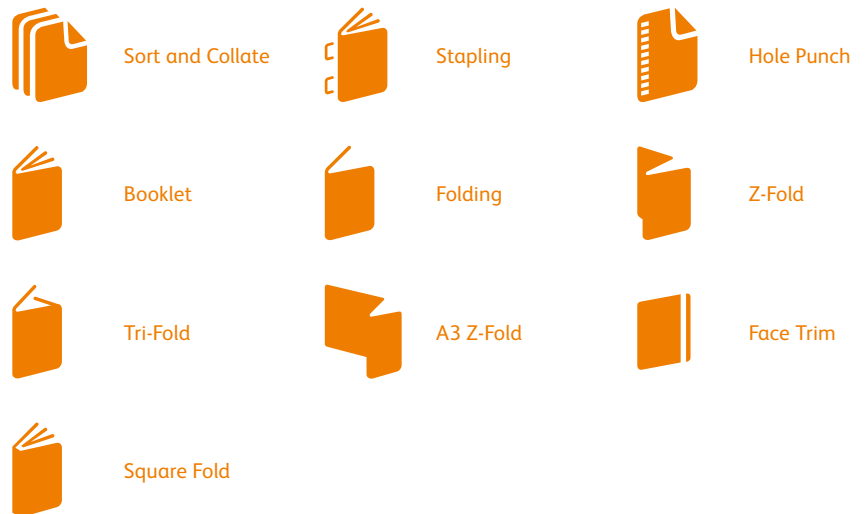 Sort and Collate
Stapling
Hole Punch
Booklet
Folding
Z-Fold
Tri-Fold
A3 Z-Fold
Face Trim
Square Fold